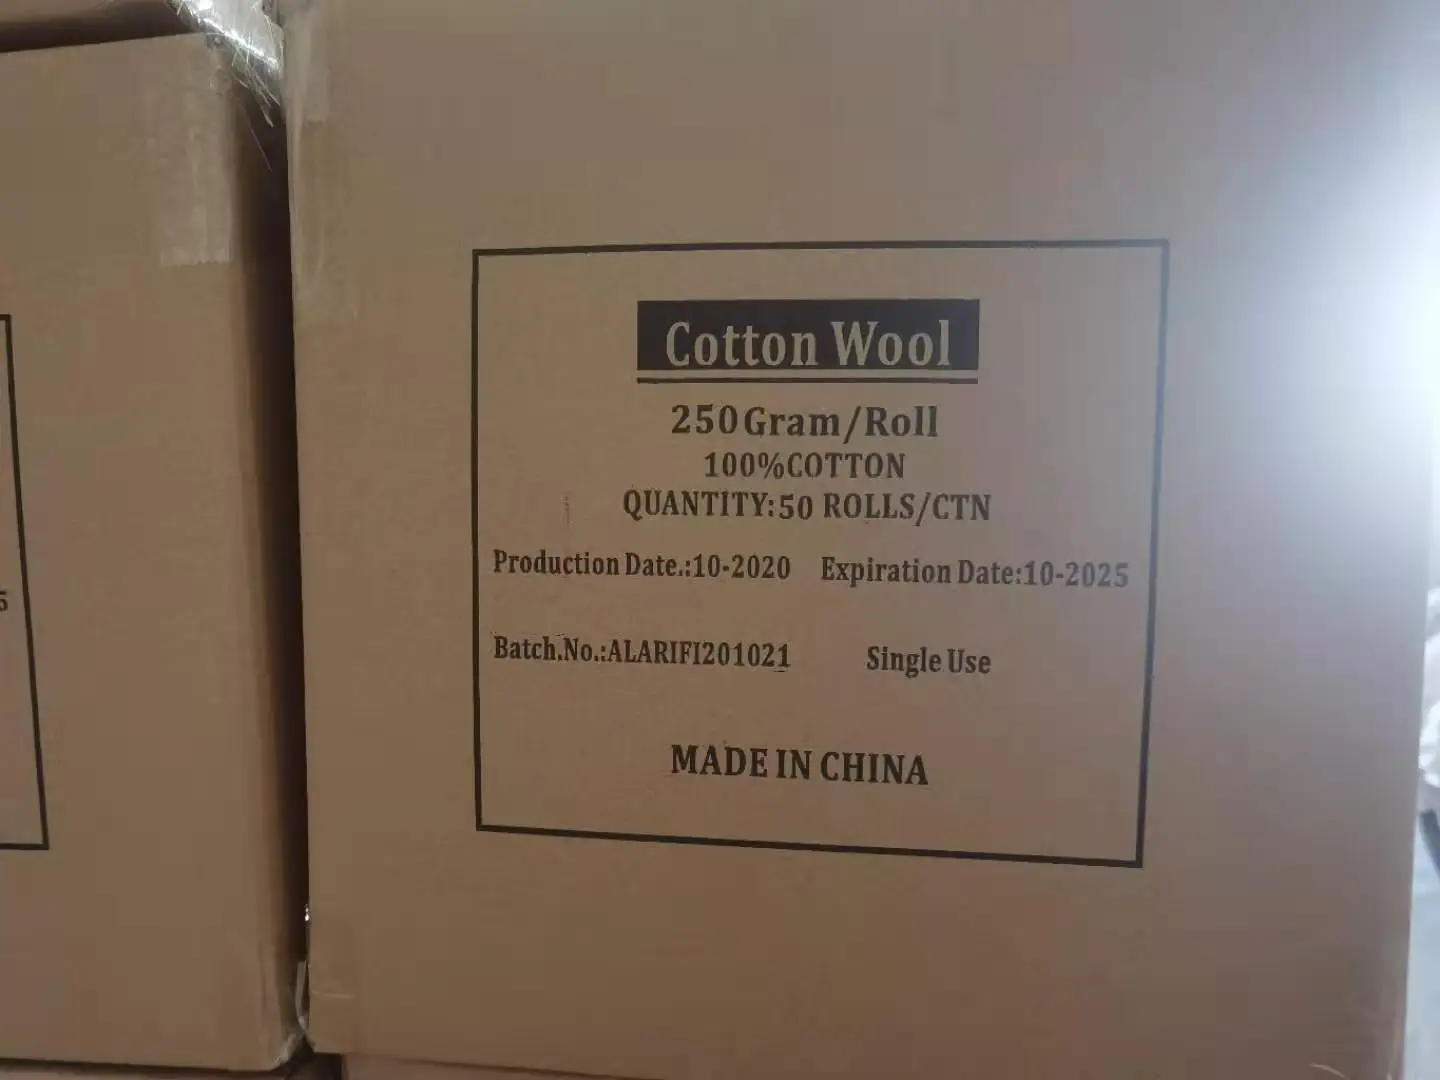 Cotton Wool
250Gram/Roll
100%COTTON
QUANTITY:50 ROLLS/CTN
Production Date.:10-2020 Expiration Date:10-2025
Batch.No.:ALARIFI201021 Single Use
MADE IN CHINA
5